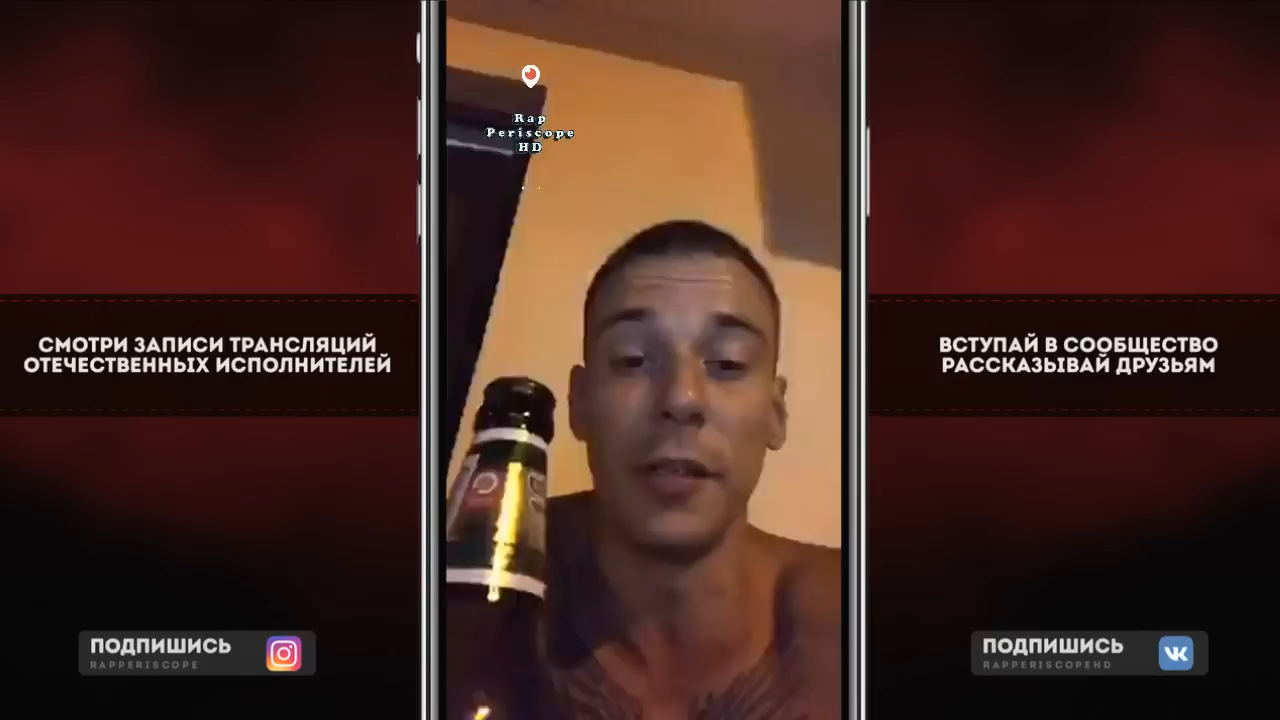 Rap
Periscope
HD
СМОТРИ ЗАПИСИ ТРАНСЛЯЦИЙ
ОТЕЧЕСТВЕННЫХ ИСПОЛНИТЕЛЕЙ
ВСТУПАЙ В СООБЩЕСТВО
РАССКАЗЫВАЙ ДРУЗЬЯМ
ПОДПИШИСЬ
RAPPERISCOPE
ПОДПИШИСЬ
RAPPERISCOPEHD